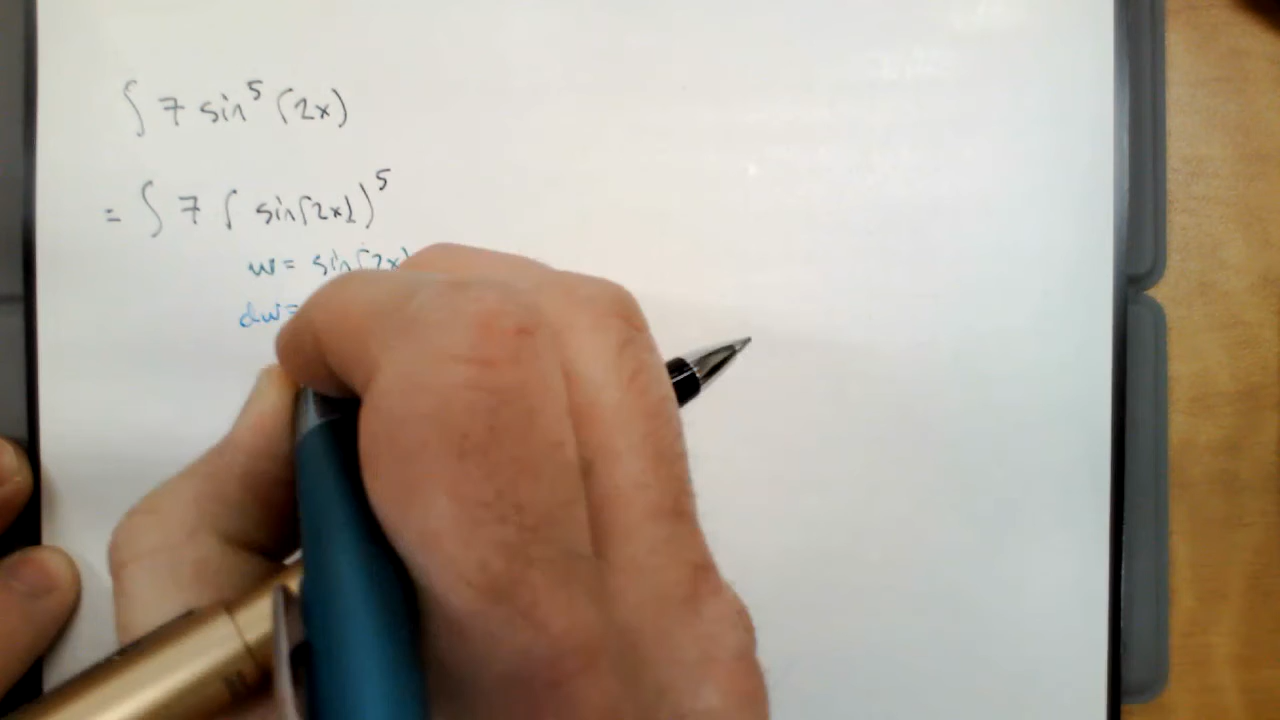 ∫ 7 sin⁵ (2x)
= ∫ 7 ( sin(2x) )⁵
w = sin(2x)
dw =